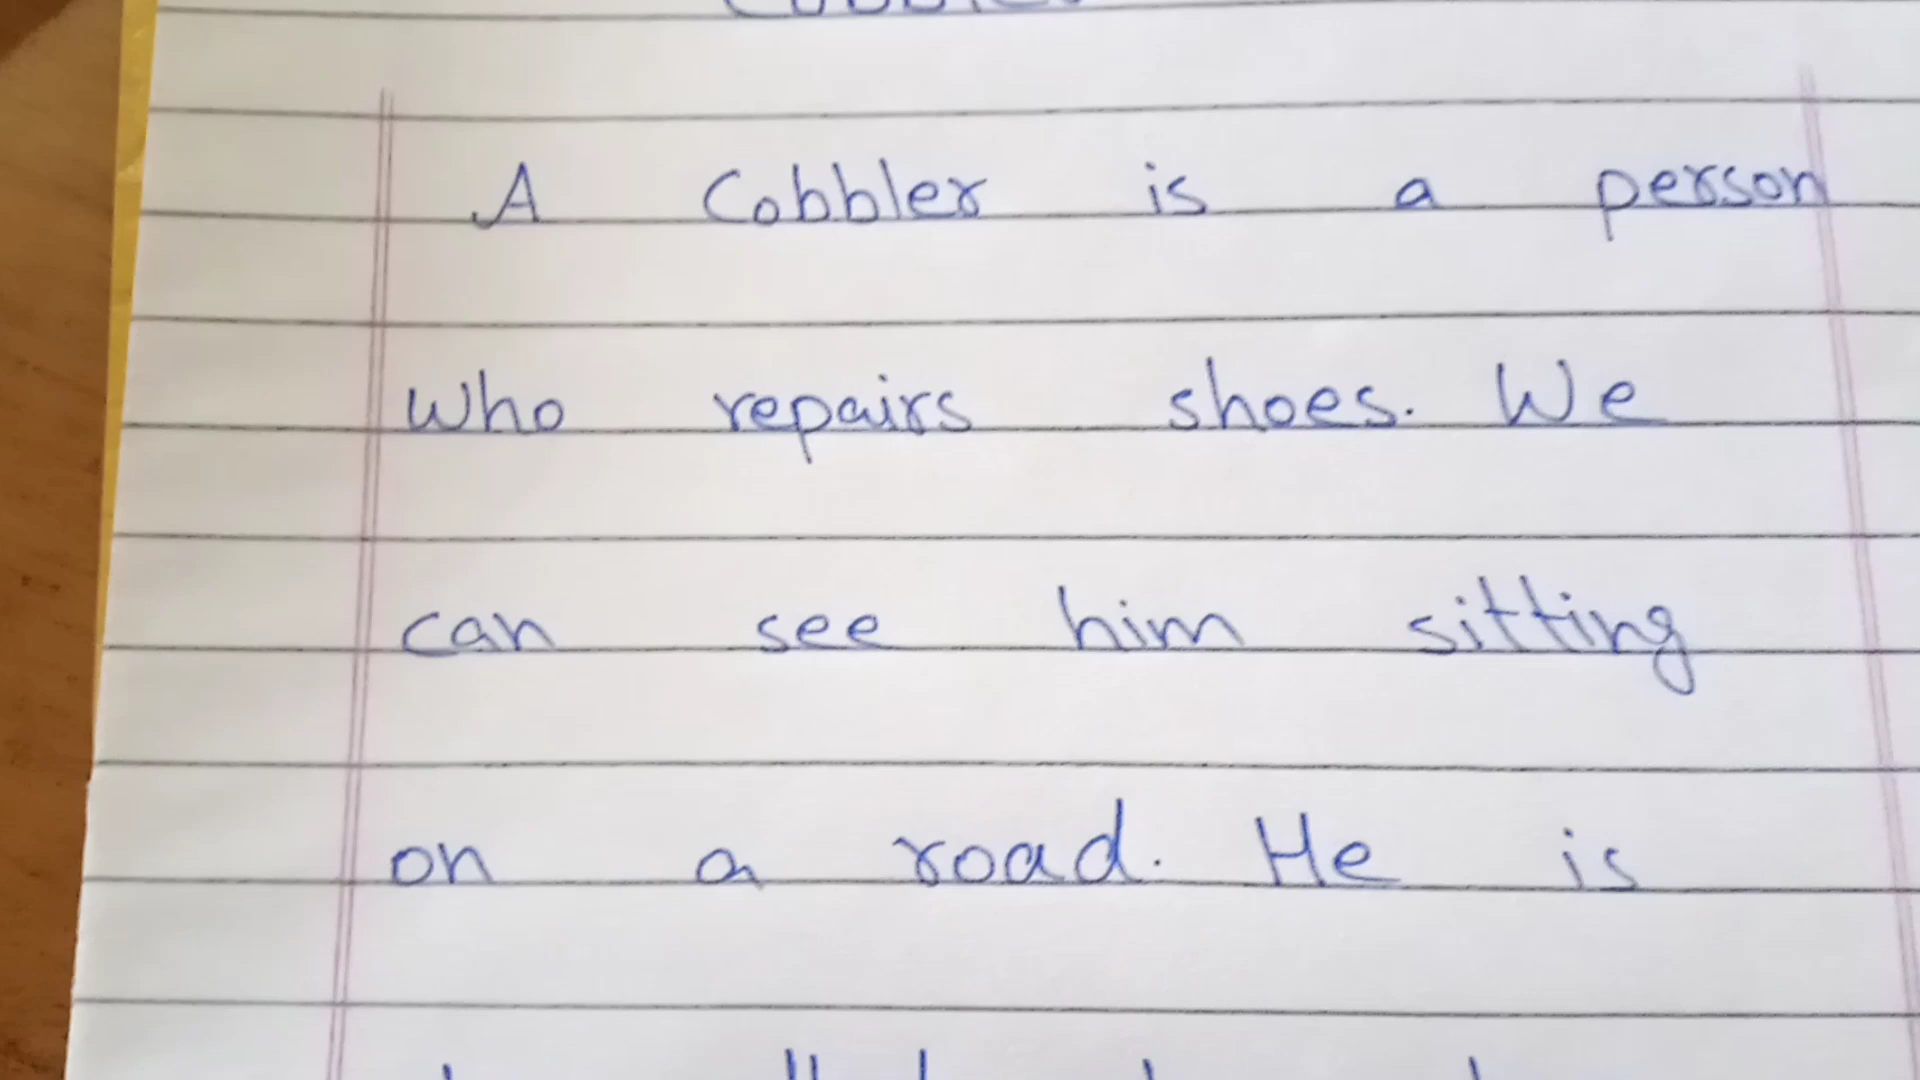 A Cobbler is a person
who repairs shoes. We
can see him sitting
on a road. He is